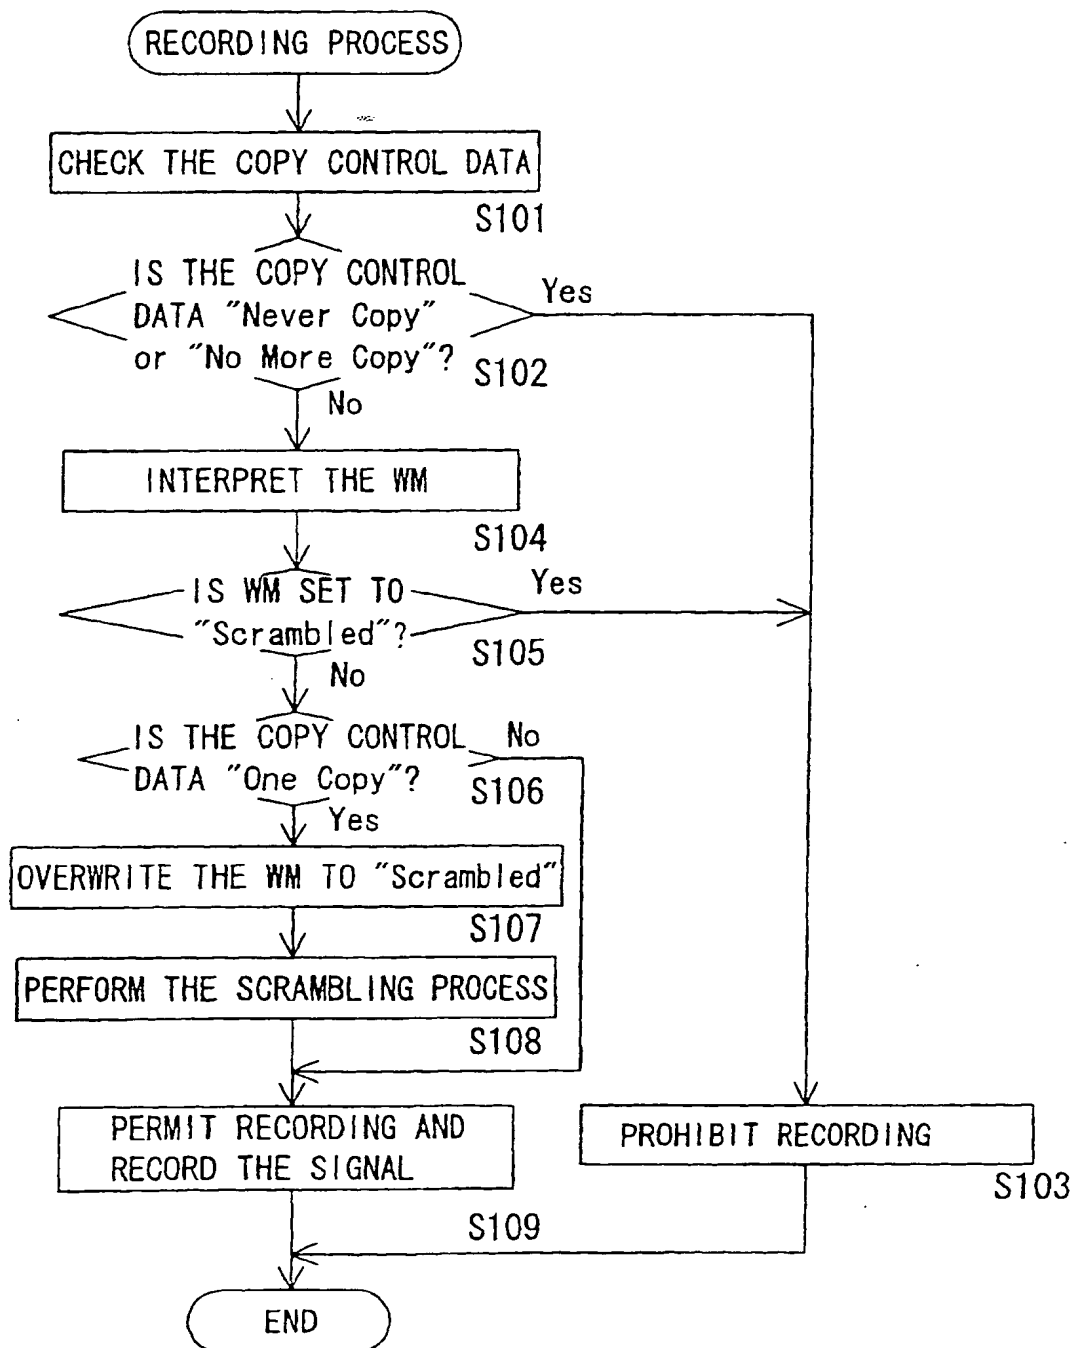 RECORDING PROCESS
CHECK THE COPY CONTROL DATA
S101
IS THE COPY CONTROL
DATA "Never Copy"
or "No More Copy"?
Yes
S102
No
INTERPRET THE WM
S104
IS WM SET TO
"Scrambled"?
Yes
S105
No
IS THE COPY CONTROL
DATA "One Copy"?
No
S106
Yes
OVERWRITE THE WM TO "Scrambled"
S107
PERFORM THE SCRAMBLING PROCESS
S108
PERMIT RECORDING AND
RECORD THE SIGNAL
PROHIBIT RECORDING
S103
S109
END